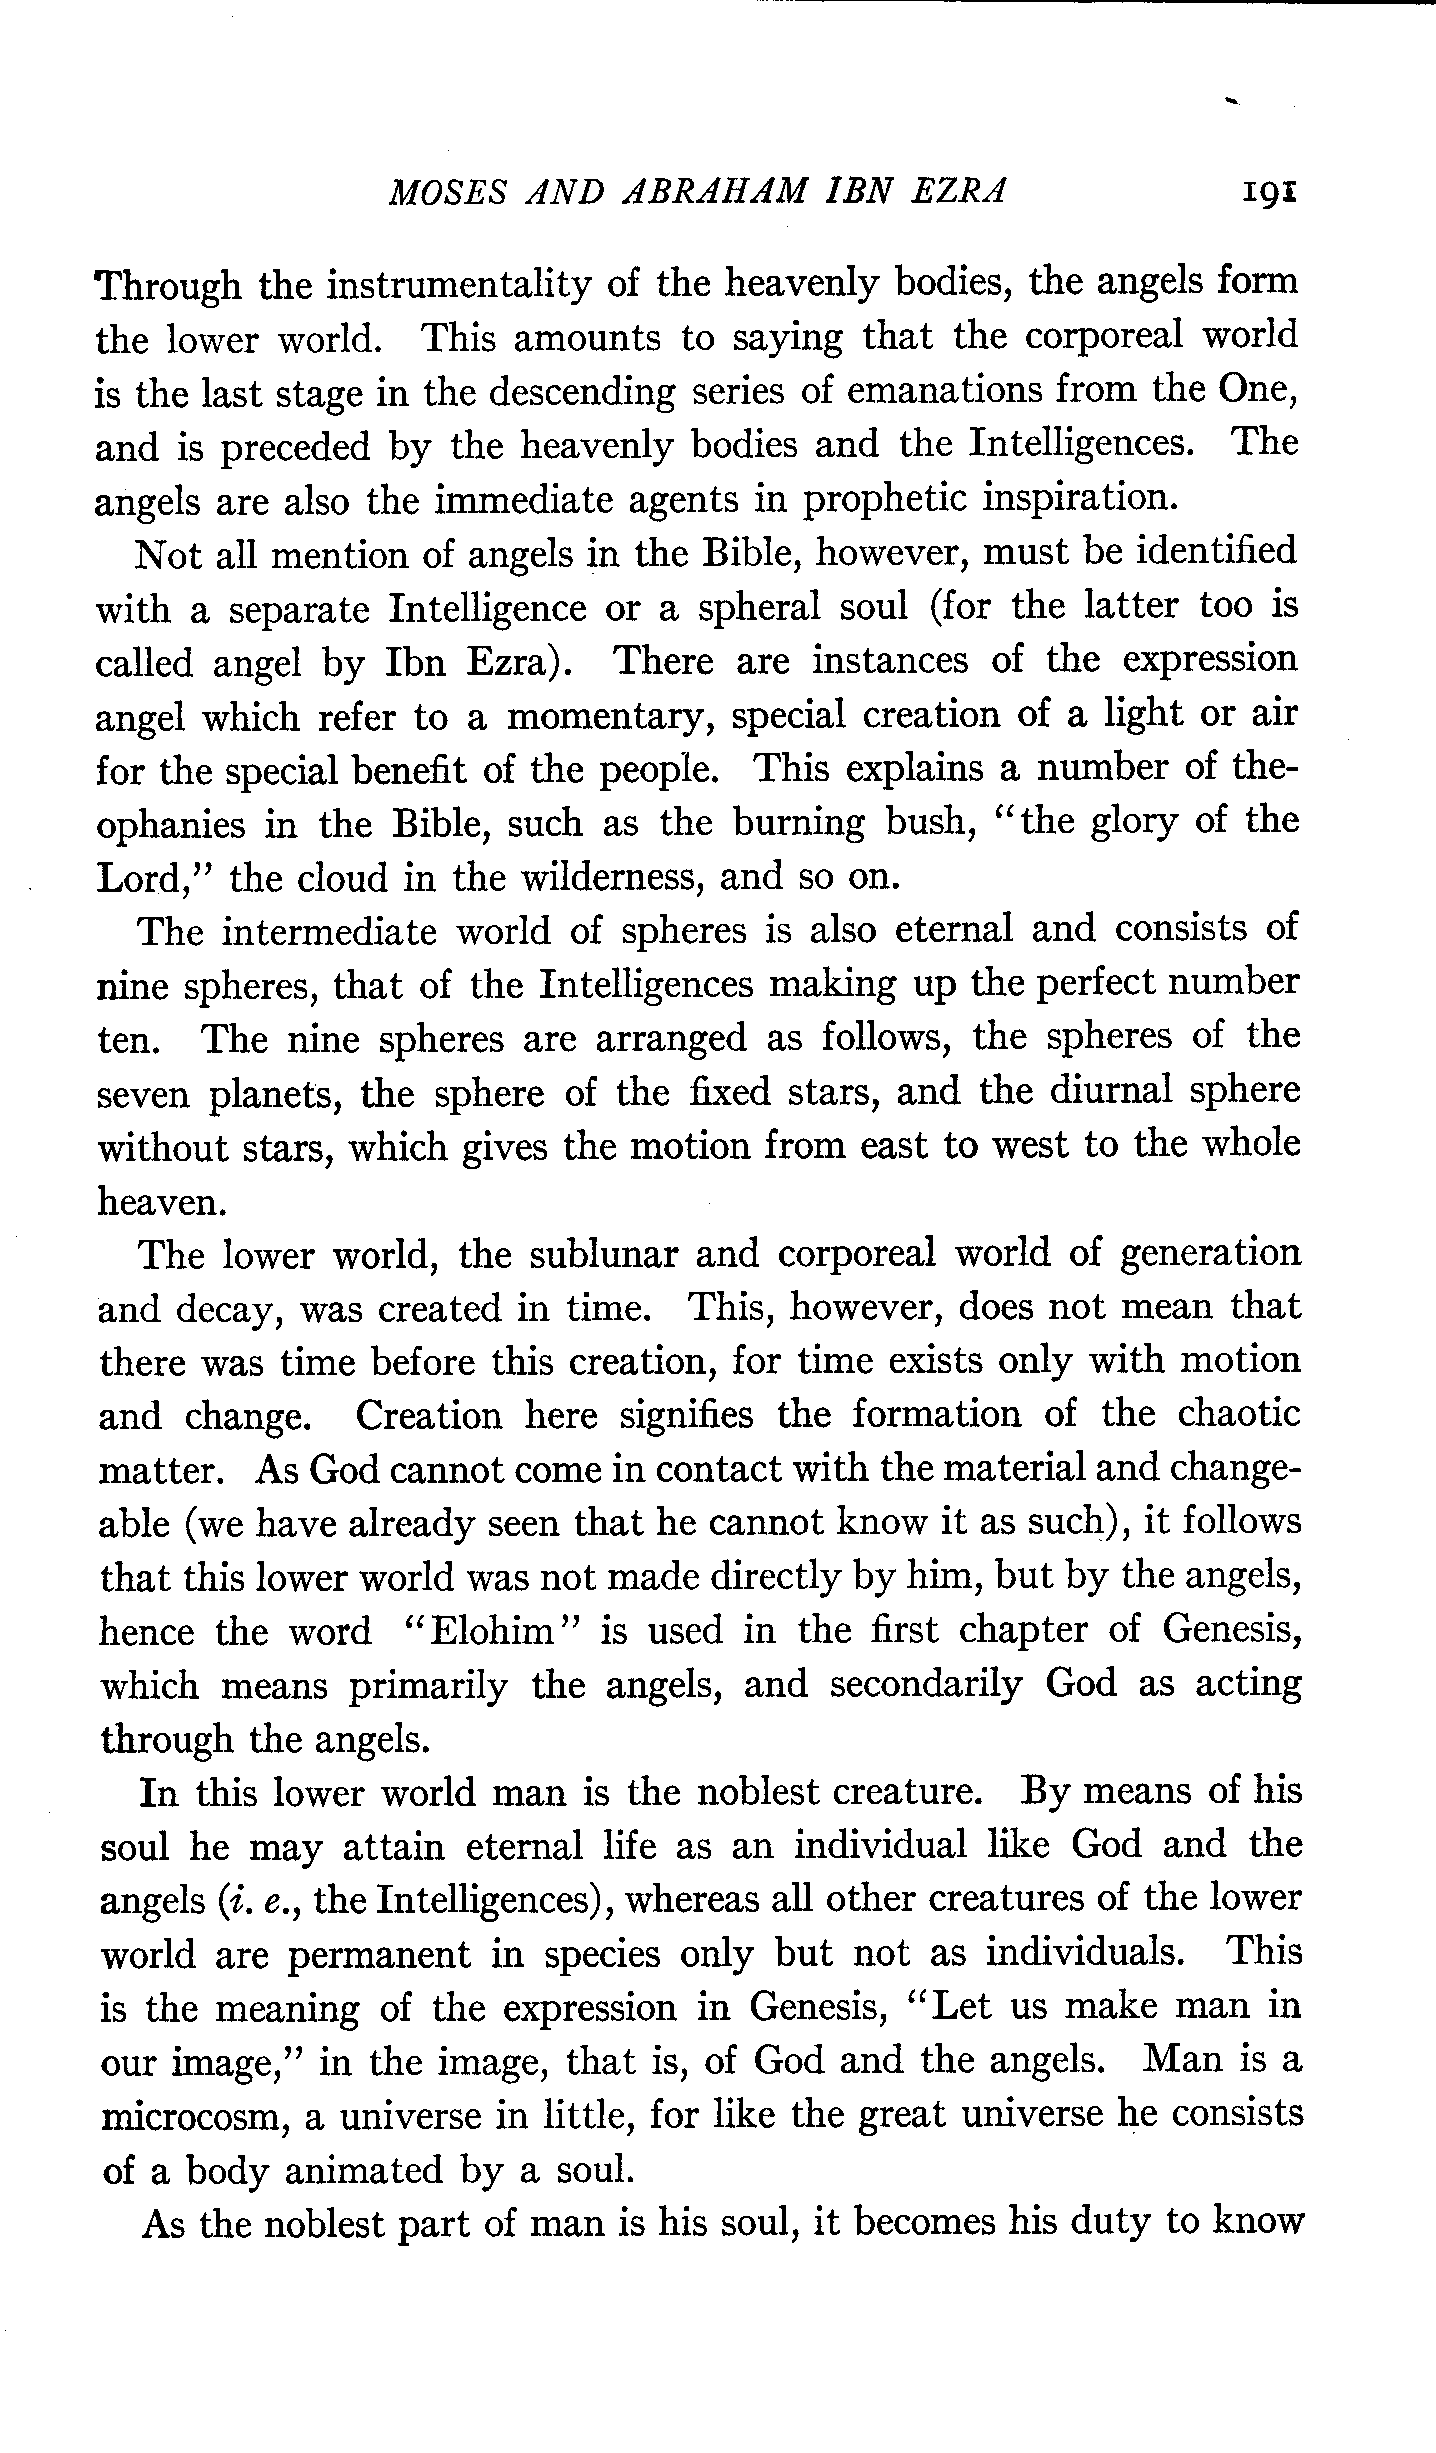 MOSES AND ABRAHAM IBN EZRA 191
Through the instrumentality of the heavenly bodies, the angels form
the lower world. This amounts to saying that the corporeal world
is the last stage in the descending series of emanations from the One,
and is preceded by the heavenly bodies and the Intelligences. The
angels are also the immediate agents in prophetic inspiration.
Not all mention of angels in the Bible, however, must be identified
with a separate Intelligence or a spheral soul (for the latter too is
called angel by Ibn Ezra). There are instances of the expression
angel which refer to a momentary, special creation of a light or air
for the special benefit of the people. This explains a number of the-
ophanies in the Bible, such as the burning bush, "the glory of the
Lord," the cloud in the wilderness, and so on.
The intermediate world of spheres is also eternal and consists of
nine spheres, that of the Intelligences making up the perfect number
ten. The nine spheres are arranged as follows, the spheres of the
seven planets, the sphere of the fixed stars, and the diurnal sphere
without stars, which gives the motion from east to west to the whole
heaven.
The lower world, the sublunar and corporeal world of generation
and decay, was created in time. This, however, does not mean that
there was time before this creation, for time exists only with motion
and change. Creation here signifies the formation of the chaotic
matter. As God cannot come in contact with the material and change-
able (we have already seen that he cannot know it as such), it follows
that this lower world was not made directly by him, but by the angels,
hence the word "Elohim" is used in the first chapter of Genesis,
which means primarily the angels, and secondarily God as acting
through the angels.
In this lower world man is the noblest creature. By means of his
soul he may attain eternal life as an individual like God and the
angels (i. e., the Intelligences), whereas all other creatures of the lower
world are permanent in species only but not as individuals. This
is the meaning of the expression in Genesis, "Let us make man in
our image," in the image, that is, of God and the angels. Man is a
microcosm, a universe in little, for like the great universe he consists
of a body animated by a soul.
As the noblest part of man is his soul, it becomes his duty to know